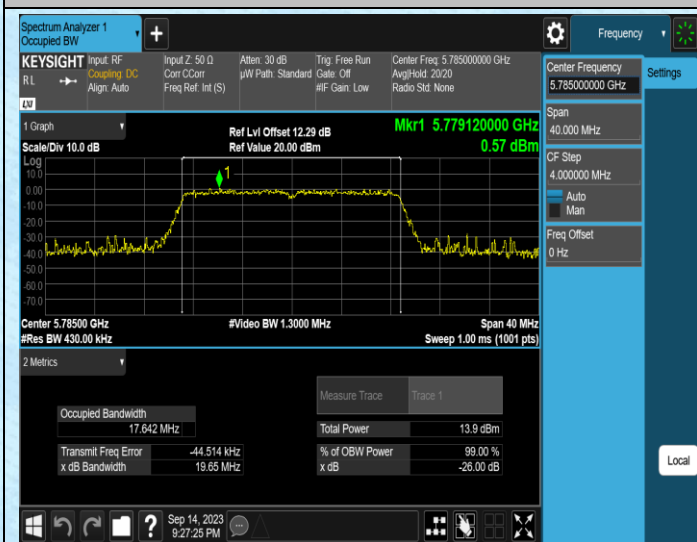 Spectrum Analyzer 1
Occupied BW
Frequency
KEYSIGHT
R L
LXI
Input: RF
Coupling: DC
Align: Auto
Input Z: 50 Ω
Corr CCorr
Freq Ref: Int (S)
Atten: 30 dB
µW Path: Standard
Trig: Free Run
Gate: Off
#IF Gain: Low
Center Freq: 5.785000000 GHz
Avg|Hold: 20/20
Radio Std: None
Center Frequency
5.785000000 GHz
Settings
Span
40.000 MHz
CF Step
4.000000 MHz
Auto
Man
Freq Offset
0 Hz
Local
1 Graph
Scale/Div 10.0 dB
Ref Lvl Offset 12.29 dB
Ref Value 20.00 dBm
Mkr1 5.779120000 GHz
0.57 dBm
Log
10.0
0.00
-10.0
-20.0
-30.0
-40.0
-50.0
-60.0
-70.0
1
Center 5.78500 GHz
#Res BW 430.00 kHz
#Video BW 1.3000 MHz
Span 40 MHz
Sweep 1.00 ms (1001 pts)
2 Metrics
Measure Trace Trace 1
Occupied Bandwidth
17.642 MHz
Total Power 13.9 dBm
Transmit Freq Error -44.514 kHz
% of OBW Power 99.00 %
x dB Bandwidth 19.65 MHz
x dB -26.00 dB
Sep 14, 2023
9:27:25 PM